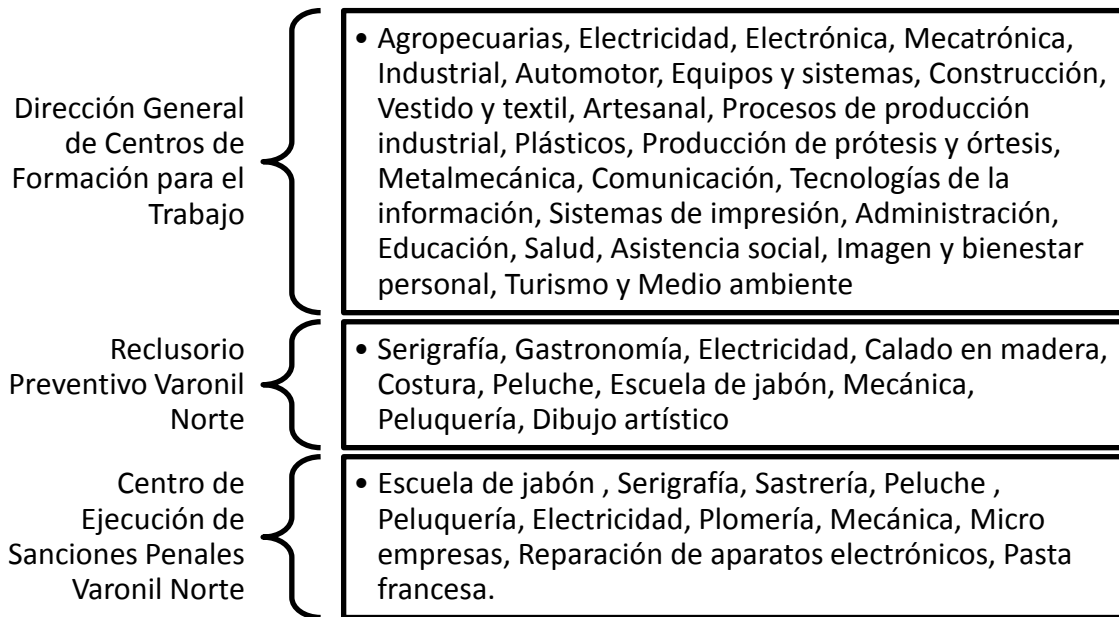 Dirección General
de Centros de
Formación para el
Trabajo
• Agropecuarias, Electricidad, Electrónica, Mecatrónica,
Industrial, Automotor, Equipos y sistemas, Construcción,
Vestido y textil, Artesanal, Procesos de producción
industrial, Plásticos, Producción de prótesis y órtesis,
Metalmecánica, Comunicación, Tecnologías de la
información, Sistemas de impresión, Administración,
Educación, Salud, Asistencia social, Imagen y bienestar
personal, Turismo y Medio ambiente
Reclusorio
Preventivo Varonil
Norte
• Serigrafía, Gastronomía, Electricidad, Calado en madera,
Costura, Peluche, Escuela de jabón, Mecánica,
Peluquería, Dibujo artístico
Centro de
Ejecución de
Sanciones Penales
Varonil Norte
• Escuela de jabón , Serigrafía, Sastrería, Peluche ,
Peluquería, Electricidad, Plomería, Mecánica, Micro
empresas, Reparación de aparatos electrónicos, Pasta
francesa.